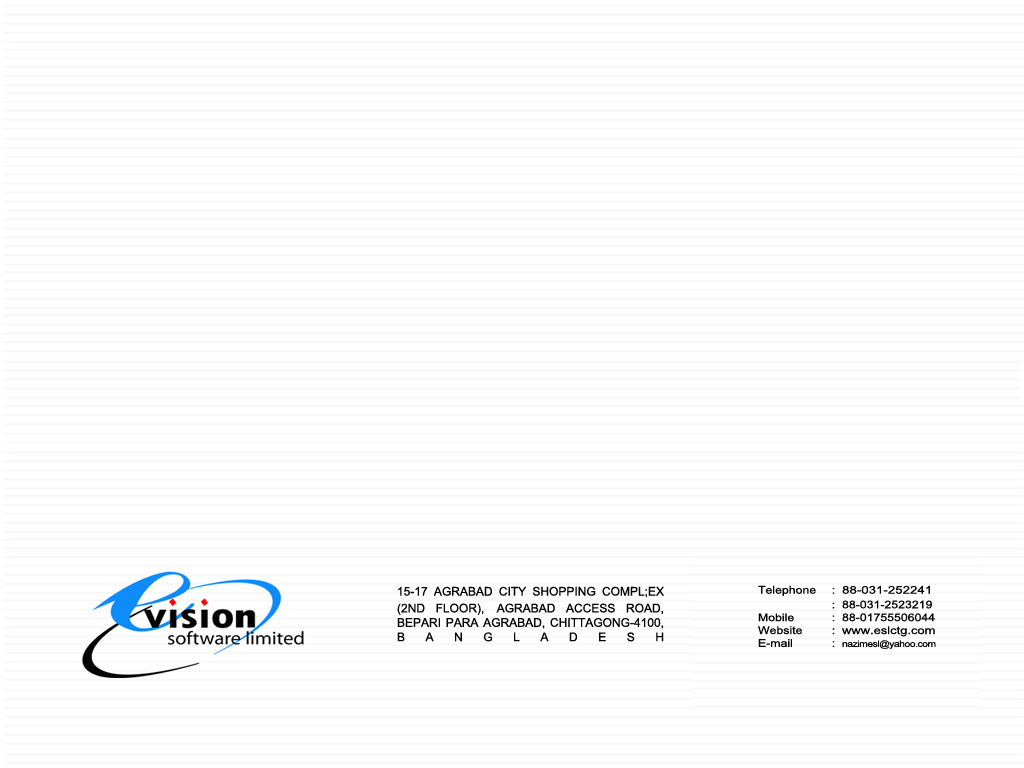 evision
software limited
15-17 AGRABAD CITY SHOPPING COMPL;EX
(2ND FLOOR), AGRABAD ACCESS ROAD,
BEPARI PARA AGRABAD, CHITTAGONG-4100,
B A N G L A D E S H
Telephone : 88-031-252241
: 88-031-2523219
Mobile : 88-01755506044
Website : www.eslctg.com
E-mail : nazimesl@yahoo.com